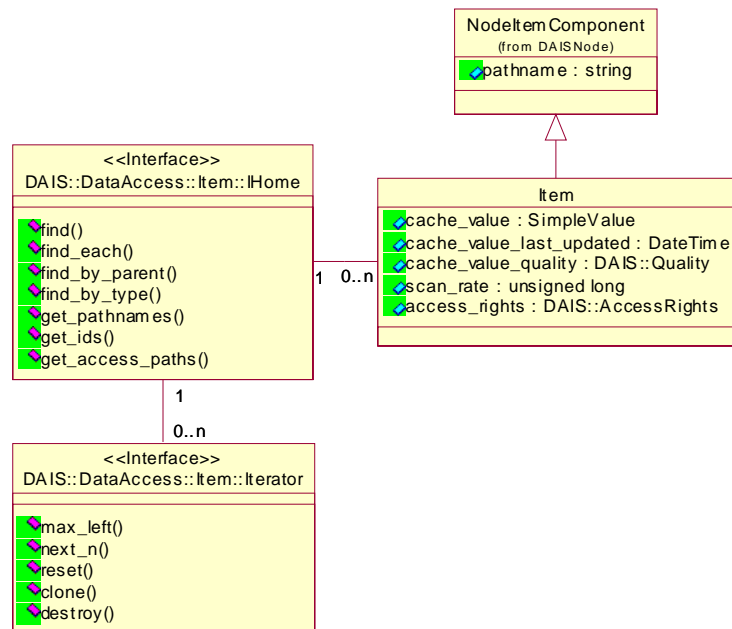 NodeItemComponent
(from DAISNode)
pathname : string
<<Interface>>
DAIS::DataAccess::Item::IHome
find()
find_each()
find_by_parent()
find_by_type()
get_pathnames()
get_ids()
get_access_paths()
Item
cache_value : SimpleValue
cache_value_last_updated : DateTime
cache_value_quality : DAIS::Quality
scan_rate : unsigned long
access_rights : DAIS::AccessRights
1
0..n
1
0..n
<<Interface>>
DAIS::DataAccess::Item::Iterator
max_left()
next_n()
reset()
clone()
destroy()